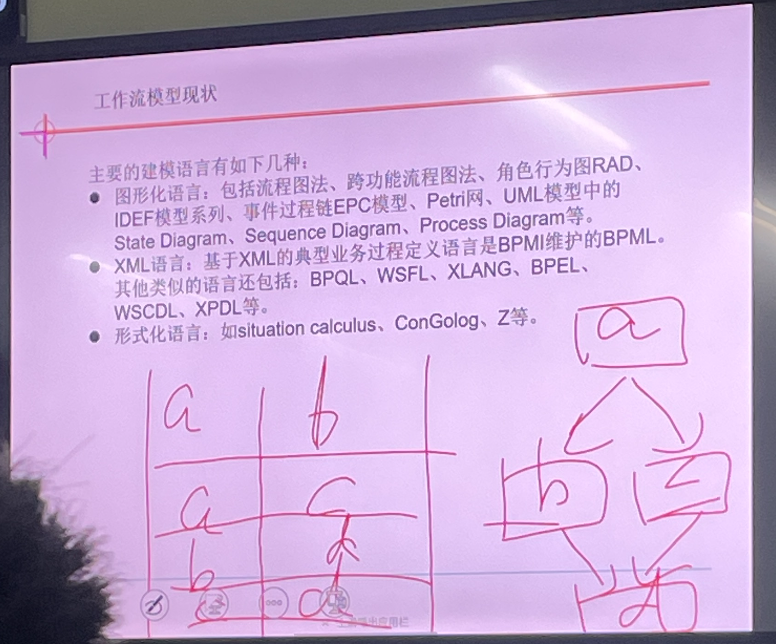 工作流模型现状
主要的建模语言有如下几种：
● 图形化语言：包括流程图法、跨功能流程图法、角色行为图RAD、
IDEF模型系列、事件过程链EPC模型、Petri网、UML模型中的
State Diagram、Sequence Diagram、Process Diagram等。
● XML语言：基于XML的典型业务过程定义语言是BPMI维护的BPML。
其他类似的语言还包括：BPQL、WSFL、XLANG、BPEL、
WSCDL、XPDL等。
● 形式化语言：如situation calculus、ConGolog、Z等。
a b
a c
b d
d
a
b c
d